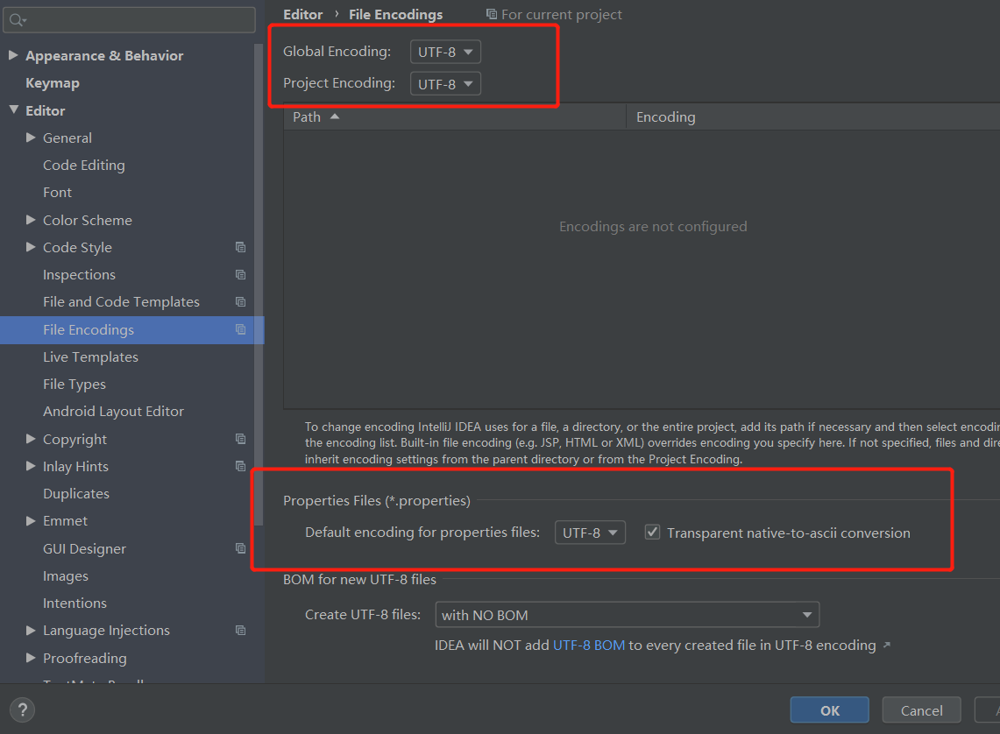 Editor › File Encodings For current project
Appearance & Behavior
Keymap
Editor
General
Code Editing
Font
Color Scheme
Code Style
Inspections
File and Code Templates
File Encodings
Live Templates
File Types
Android Layout Editor
Copyright
Inlay Hints
Duplicates
Emmet
GUI Designer
Images
Intentions
Language Injections
Proofreading
Global Encoding: UTF-8
Project Encoding: UTF-8
Path Encoding
Encodings are not configured
To change encoding IntelliJ IDEA uses for a file, a directory, or the entire project, add its path if necessary and then select
the encoding list. Built-in file encoding (e.g. JSP, HTML or XML) overrides encoding you specify here. If not specified, files and
inherit encoding settings from the parent directory or from the Project Encoding.
Properties Files (*.properties)
Default encoding for properties files: UTF-8 Transparent native-to-ascii conversion
BOM for new UTF-8 files
Create UTF-8 files: with NO BOM
IDEA will NOT add UTF-8 BOM to every created file in UTF-8 encoding ↗
?
OK Cancel